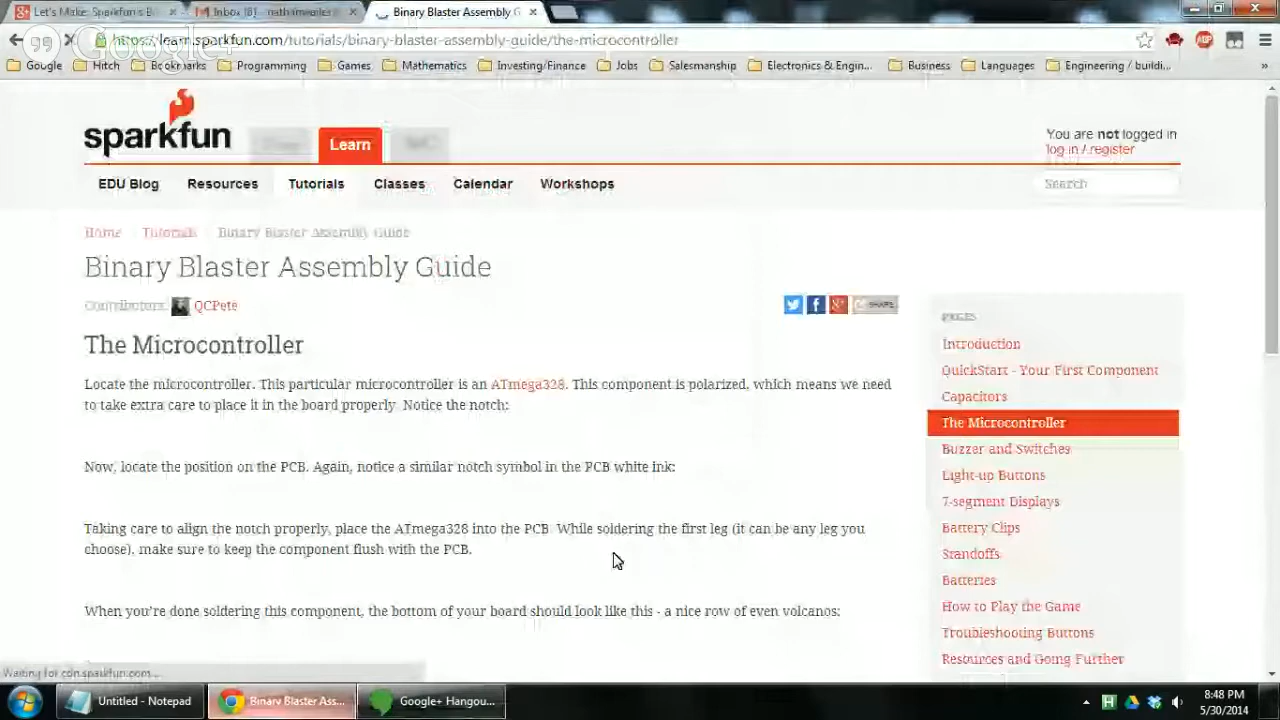 Let's Make: Sparkfun's B
Binary Blaster Assembly G
Google+
https://learn.sparkfun.com/tutorials/binary-blaster-assembly-guide/the-microcontroller
Google Hitch Bookmarks Programming Games Mathematics Investing/Finance Jobs Salesmanship Electronics & Engin... Business Languages Engineering / buildi... »
sparkfun
Learn
You are not logged in
log in / register
EDU Blog Resources Tutorials Classes Calendar Workshops
Search
Home Tutorials Binary Blaster Assembly Guide
Binary Blaster Assembly Guide
Contributors: QCPete
SHARE
The Microcontroller
Locate the microcontroller. This particular microcontroller is an ATmega328. This component is polarized, which means we need
to take extra care to place it in the board properly. Notice the notch:
Now, locate the position on the PCB. Again, notice a similar notch symbol in the PCB white ink:
Taking care to align the notch properly, place the ATmega328 into the PCB. While soldering the first leg (it can be any leg you
choose), make sure to keep the component flush with the PCB.
When you're done soldering this component, the bottom of your board should look like this - a nice row of even volcanos:
PAGES
Introduction
QuickStart - Your First Component
Capacitors
The Microcontroller
Buzzer and Switches
Light-up Buttons
7-segment Displays
Battery Clips
Standoffs
Batteries
How to Play the Game
Troubleshooting Buttons
Resources and Going Further
Waiting for cdn.sparkfun.com...
Untitled - Notepad
Binary Blaster Ass...
Google+ Hangou...
8:48 PM
5/30/2014